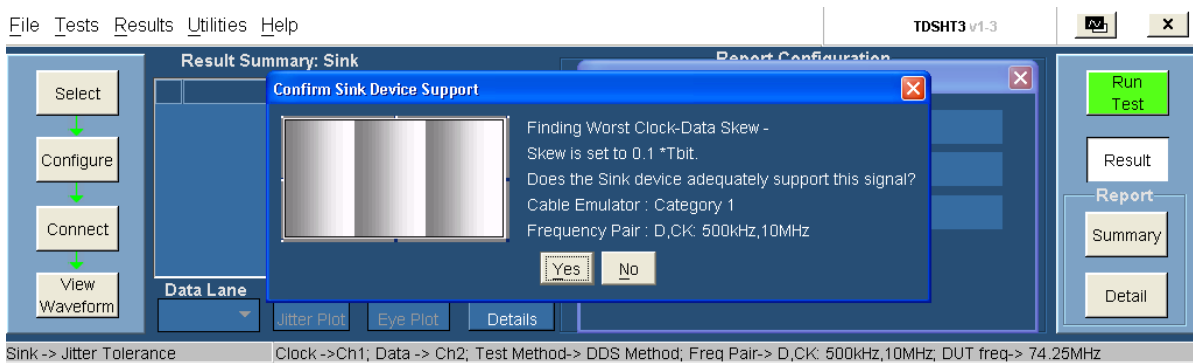 File Tests Results Utilities Help
TDSHT3 v1-3
x
Result Summary: Sink
Report Configuration
Select
Configure
Connect
View
Waveform
Confirm Sink Device Support
Finding Worst Clock-Data Skew -
Skew is set to 0.1 *Tbit.
Does the Sink device adequately support this signal?
Cable Emulator : Category 1
Frequency Pair : D,CK: 500kHz,10MHz
Yes No
Data Lane
Jitter Plot Eye Plot Details
Run
Test
Result
Report
Summary
Detail
Sink -> Jitter Tolerance Clock ->Ch1; Data -> Ch2; Test Method-> DDS Method; Freq Pair-> D,CK: 500kHz,10MHz; DUT freq-> 74.25MHz